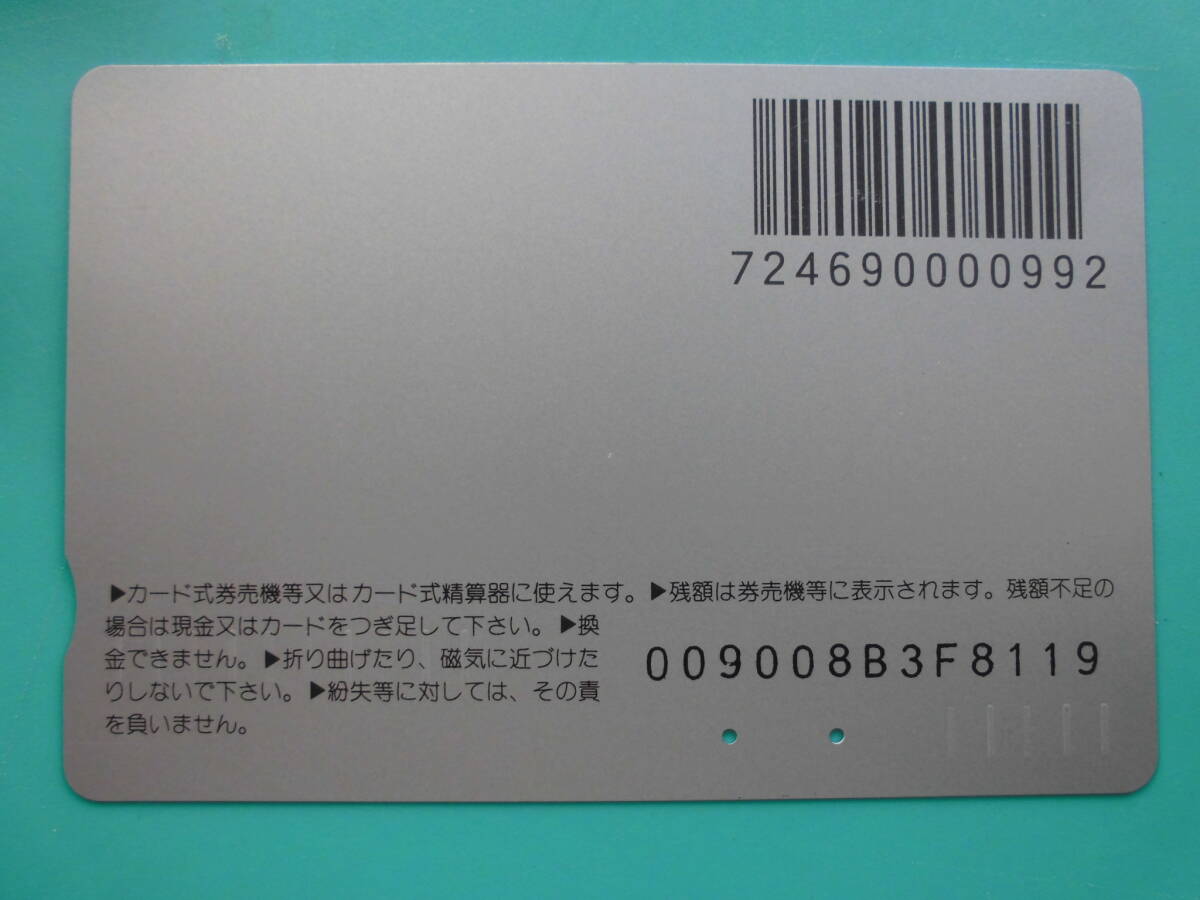 724690000992
▶カード式券売機等又はカード式精算器に使えます。▶残額は券売機等に表示されます。残額不足の
場合は現金又はカードをつぎ足して下さい。▶換
金できません。▶折り曲げたり、磁気に近づけた
りしないで下さい。▶紛失等に対しては、その責
を負いません。
009008B3F8119